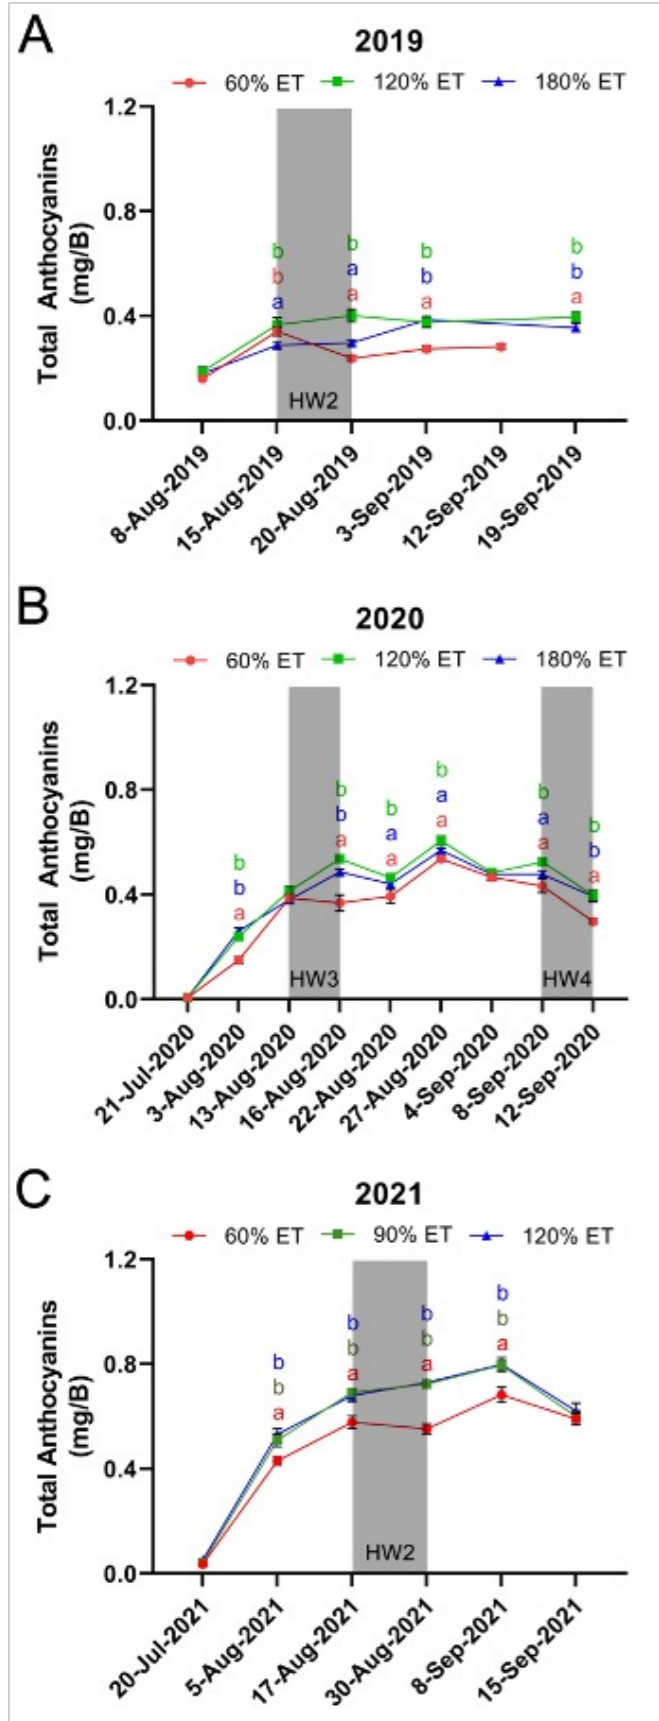 A
2019
60% ET 120% ET 180% ET
1.2
0.8
0.4
0.0
Total Anthocyanins
(mg/B)
b b b b
b a b b
a a a a
HW2
8-Aug-2019
15-Aug-2019
20-Aug-2019
3-Sep-2019
12-Sep-2019
19-Sep-2019
B
2020
60% ET 120% ET 180% ET
1.2
0.8
0.4
0.0
Total Anthocyanins
(mg/B)
b b b b b b
b b a a a b
a a a a a a
HW3 HW4
21-Jul-2020
3-Aug-2020
13-Aug-2020
16-Aug-2020
22-Aug-2020
27-Aug-2020
4-Sep-2020
8-Sep-2020
12-Sep-2020
C
2021
60% ET 90% ET 120% ET
1.2
0.8
0.4
0.0
Total Anthocyanins
(mg/B)
b b b b
b b b b
a a a a
HW2
20-Jul-2021
5-Aug-2021
17-Aug-2021
30-Aug-2021
8-Sep-2021
15-Sep-2021